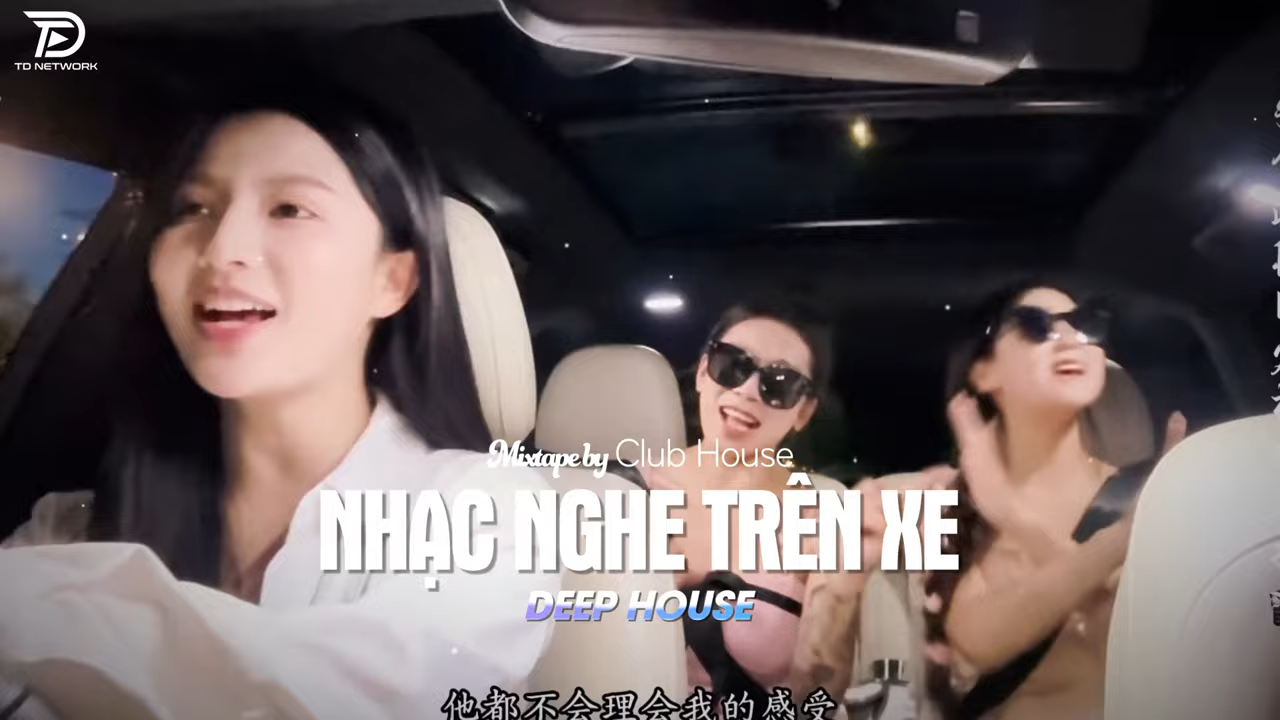 TD NETWORK
Mixtape by Club House
NHẠC NGHE TRÊN XE
DEEP HOUSE
他都不会理会我的感受